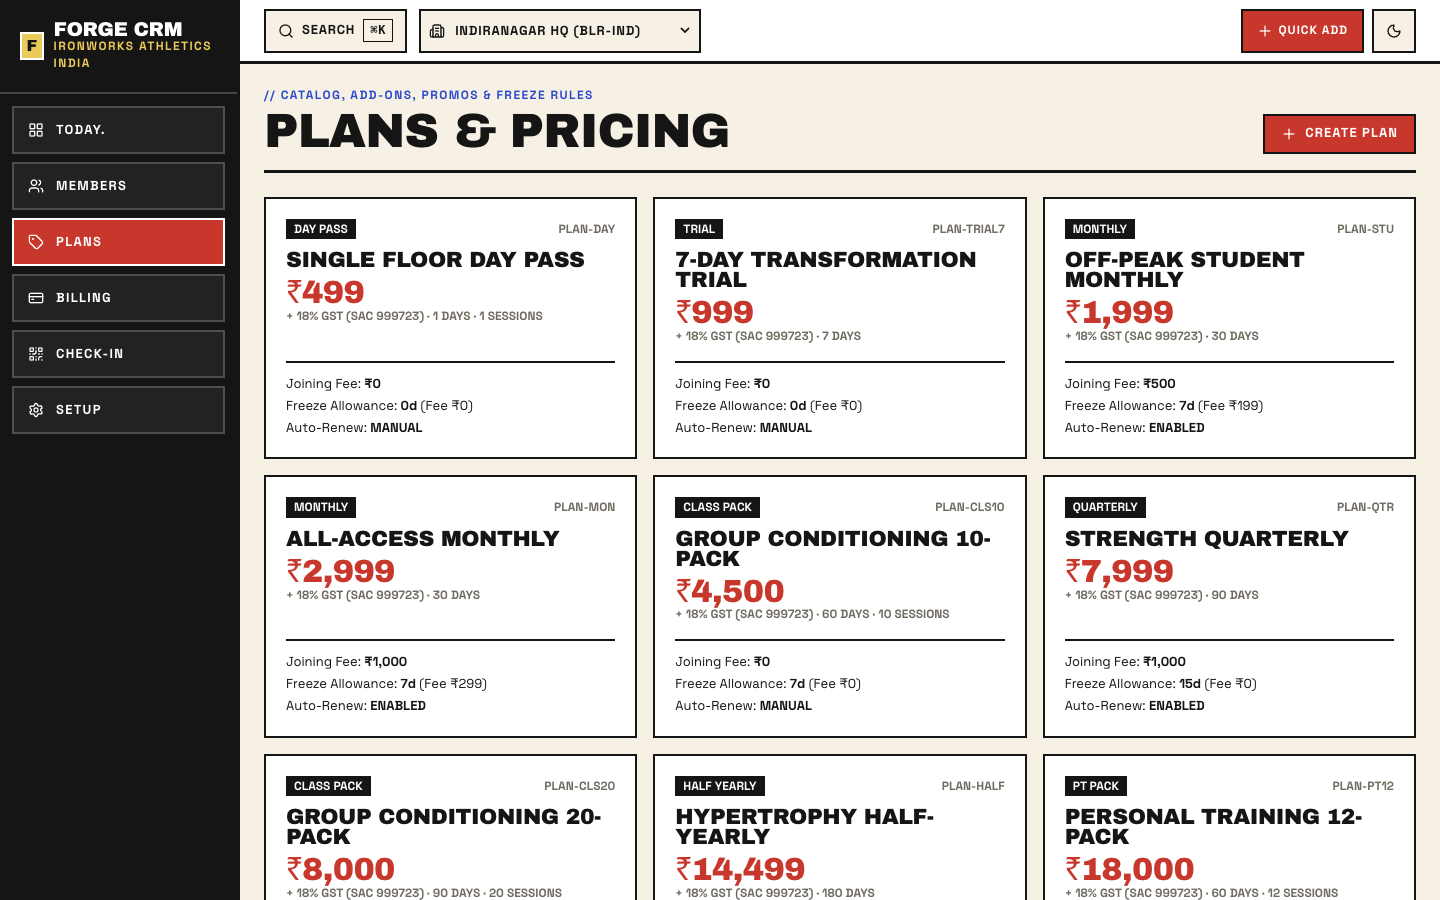 FORGE CRM
F
IRONWORKS ATHLETICS
INDIA
TODAY.
MEMBERS
PLANS
BILLING
CHECK-IN
SETUP
SEARCH ⌘K
INDIRANAGAR HQ (BLR-IND)
+ QUICK ADD
// CATALOG, ADD-ONS, PROMOS & FREEZE RULES
PLANS & PRICING
+ CREATE PLAN
DAY PASS PLAN-DAY
SINGLE FLOOR DAY PASS
₹499
+ 18% GST (SAC 999723) · 1 DAYS · 1 SESSIONS
Joining Fee: ₹0
Freeze Allowance: 0d (Fee ₹0)
Auto-Renew: MANUAL
TRIAL PLAN-TRIAL7
7-DAY TRANSFORMATION
TRIAL
₹999
+ 18% GST (SAC 999723) · 7 DAYS
Joining Fee: ₹0
Freeze Allowance: 0d (Fee ₹0)
Auto-Renew: MANUAL
MONTHLY PLAN-STU
OFF-PEAK STUDENT
MONTHLY
₹1,999
+ 18% GST (SAC 999723) · 30 DAYS
Joining Fee: ₹500
Freeze Allowance: 7d (Fee ₹199)
Auto-Renew: ENABLED
MONTHLY PLAN-MON
ALL-ACCESS MONTHLY
₹2,999
+ 18% GST (SAC 999723) · 30 DAYS
Joining Fee: ₹1,000
Freeze Allowance: 7d (Fee ₹299)
Auto-Renew: ENABLED
CLASS PACK PLAN-CLS10
GROUP CONDITIONING 10-
PACK
₹4,500
+ 18% GST (SAC 999723) · 60 DAYS · 10 SESSIONS
Joining Fee: ₹0
Freeze Allowance: 7d (Fee ₹0)
Auto-Renew: MANUAL
QUARTERLY PLAN-QTR
STRENGTH QUARTERLY
₹7,999
+ 18% GST (SAC 999723) · 90 DAYS
Joining Fee: ₹1,000
Freeze Allowance: 15d (Fee ₹0)
Auto-Renew: ENABLED
CLASS PACK PLAN-CLS20
GROUP CONDITIONING 20-
PACK
₹8,000
+ 18% GST (SAC 999723) · 90 DAYS · 20 SESSIONS
HALF YEARLY PLAN-HALF
HYPERTROPHY HALF-
YEARLY
₹14,499
+ 18% GST (SAC 999723) · 180 DAYS
PT PACK PLAN-PT12
PERSONAL TRAINING 12-
PACK
₹18,000
+ 18% GST (SAC 999723) · 60 DAYS · 12 SESSIONS